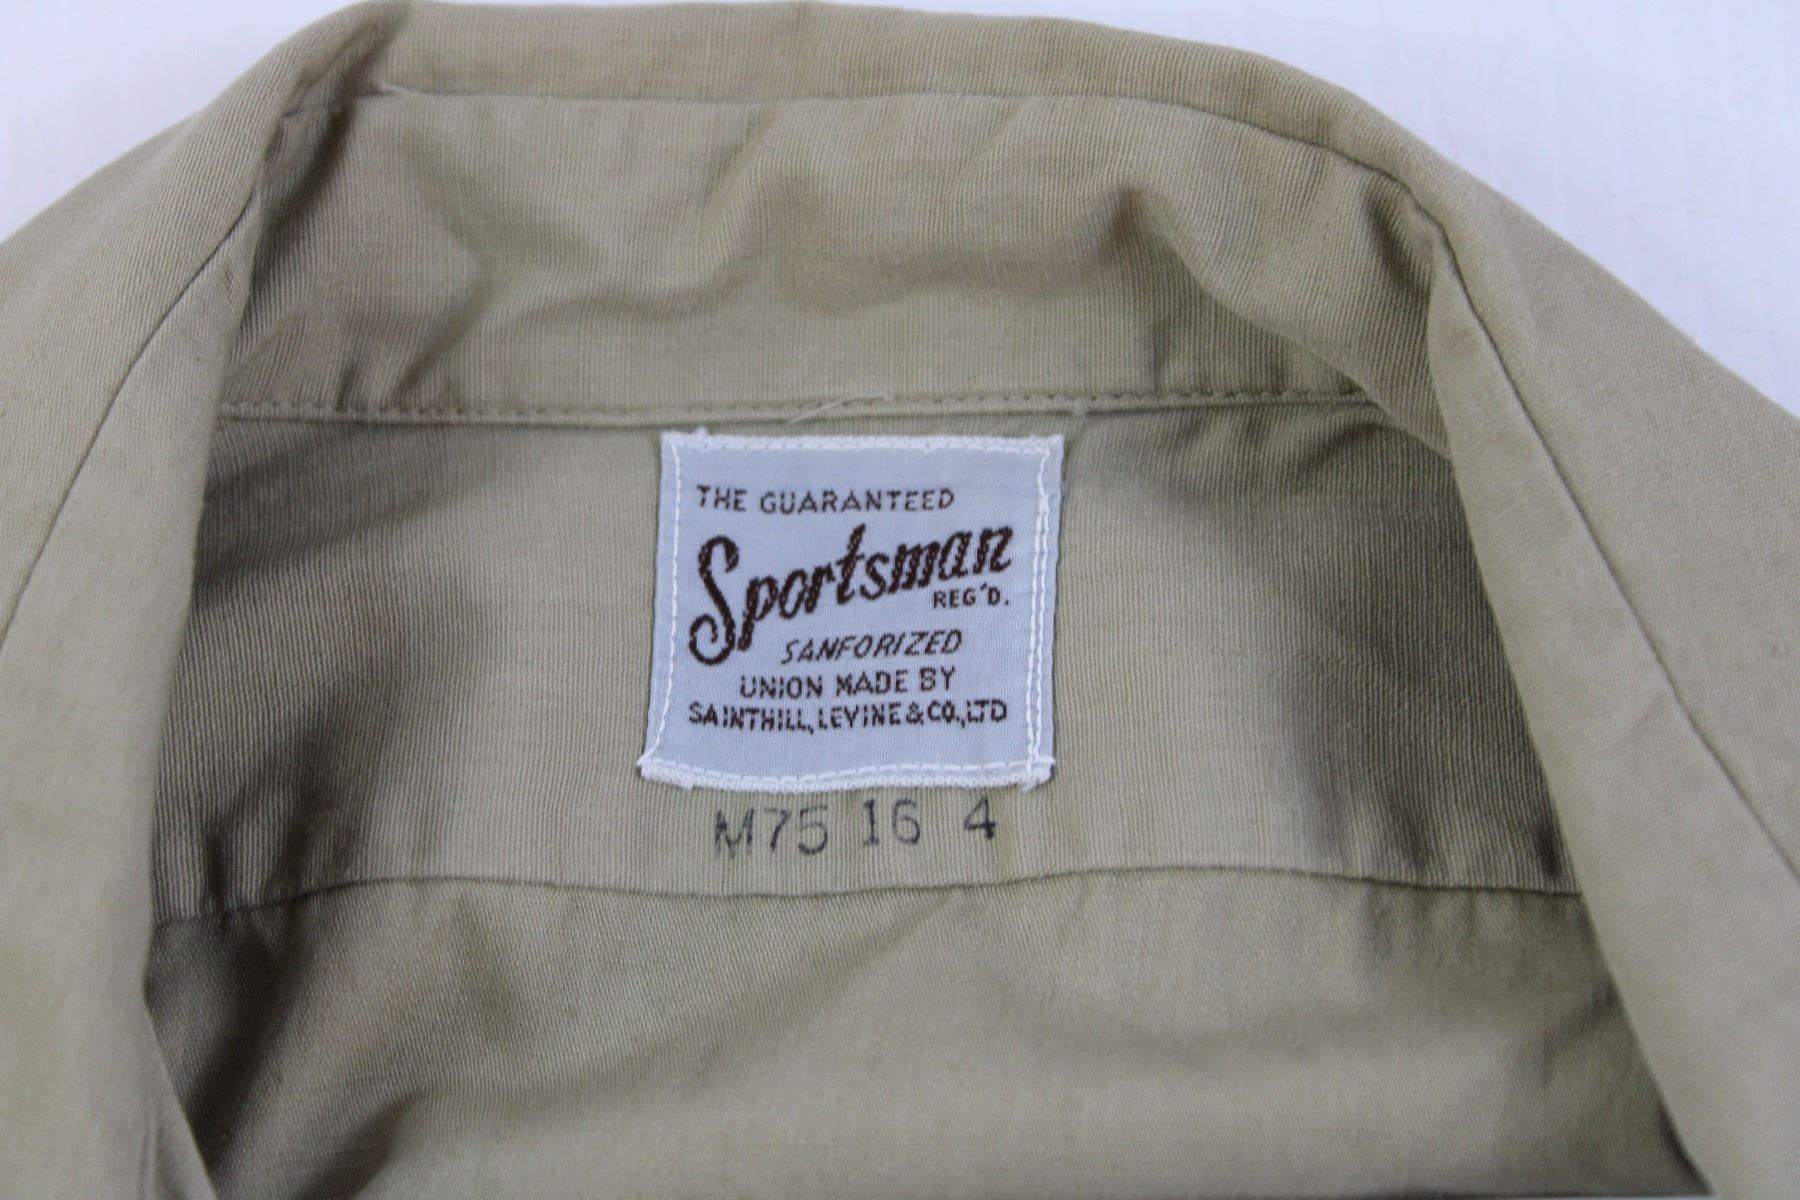 THE GUARANTEED
Sportsman
REG'D.
SANFORIZED
UNION MADE BY
SAINTHILL, LEVINE & CO., LTD
M75 16 4